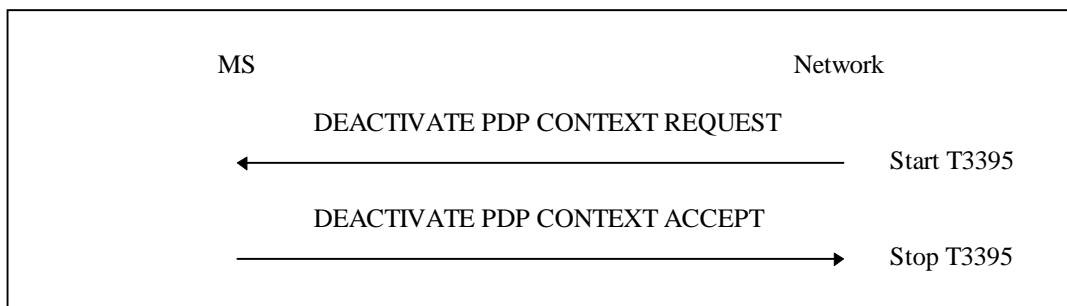 MS Network
DEACTIVATE PDP CONTEXT REQUEST
Start T3395
DEACTIVATE PDP CONTEXT ACCEPT
Stop T3395